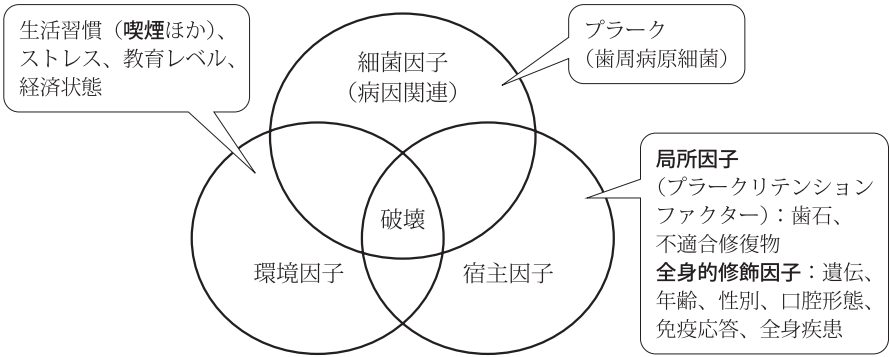 生活習慣（喫煙ほか）、
ストレス、教育レベル、
経済状態
細菌因子
（病因関連）
プラーク
（歯周病原細菌）
破壊
環境因子
宿主因子
局所因子
（プラークリテンション
ファクター）：歯石、
不適合修復物
全身的修飾因子：遺伝、
年齢、性別、口腔形態、
免疫応答、全身疾患